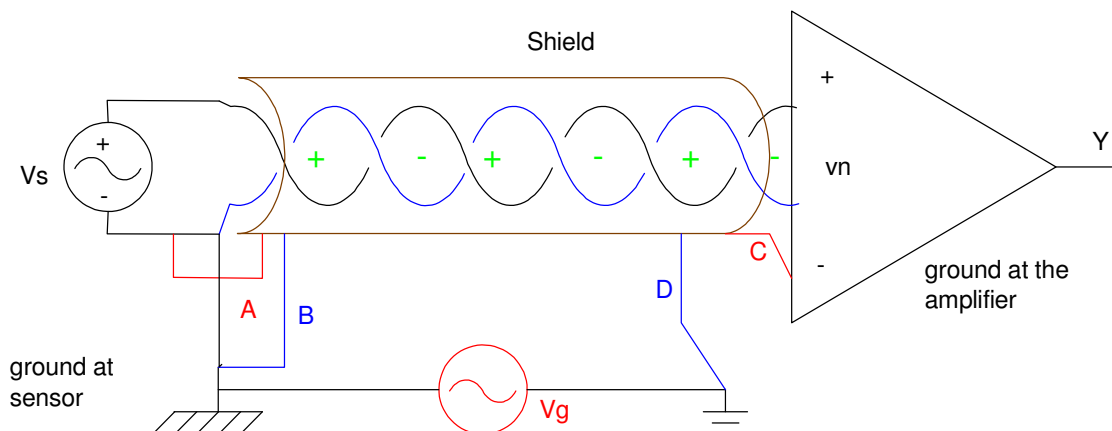 Shield
+
+
Vs
-
+ - + - + -
vn
Y
-
C
ground at the
amplifier
A
B
D
ground at
sensor
Vg